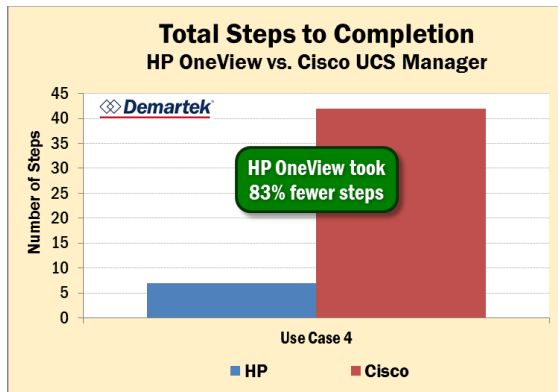 Total Steps to Completion
HP OneView vs. Cisco UCS Manager
Demartek
Number of Steps
45
40
35
30
25
20
15
10
5
0
HP OneView took
83% fewer steps
Use Case 4
HP
Cisco